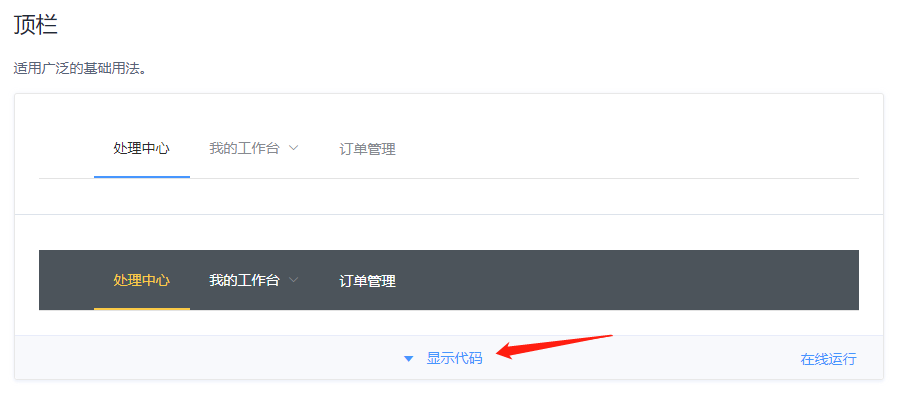 顶栏
适用广泛的基础用法。
处理中心 我的工作台 订单管理
处理中心 我的工作台 订单管理
显示代码 在线运行